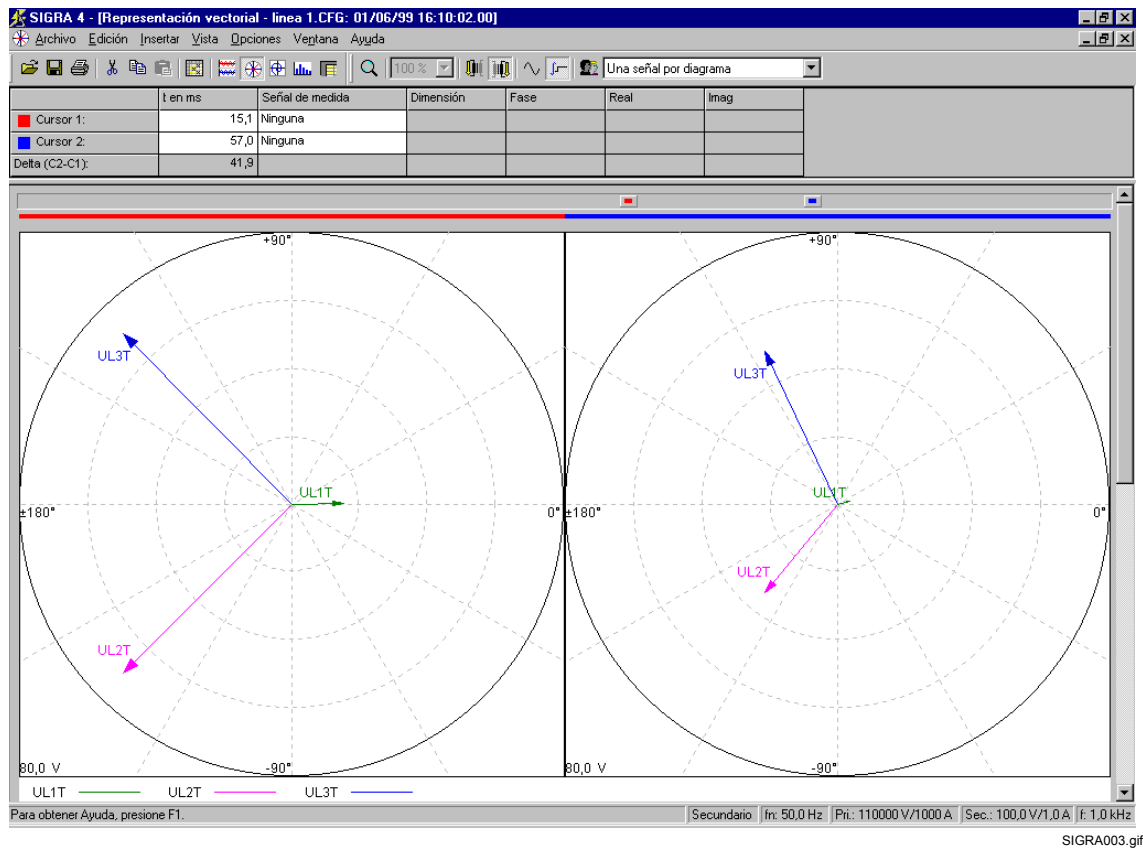 SIGRA 4 - [Representación vectorial - linea 1.CFG: 01/06/99 16:10:02.00]
Archivo Edición Insertar Vista Opciones Ventana Ayuda
100 % Una señal por diagrama
t en ms Señal de medida Dimensión Fase Real Imag
Cursor 1: 15,1 Ninguna
Cursor 2: 57,0 Ninguna
Delta (C2-C1): 41,9
+90° +90°
UL3T UL3T
UL1T UL1T
±180° 0° ±180° 0°
UL2T UL2T
80,0 V -90° 80,0 V -90°
UL1T UL2T UL3T
Para obtener Ayuda, presione F1. Secundario fn: 50,0 Hz Pri.: 110000 V/1000 A Sec.: 100,0 V/1,0 A f: 1,0 kHz
SIGRA003.gif